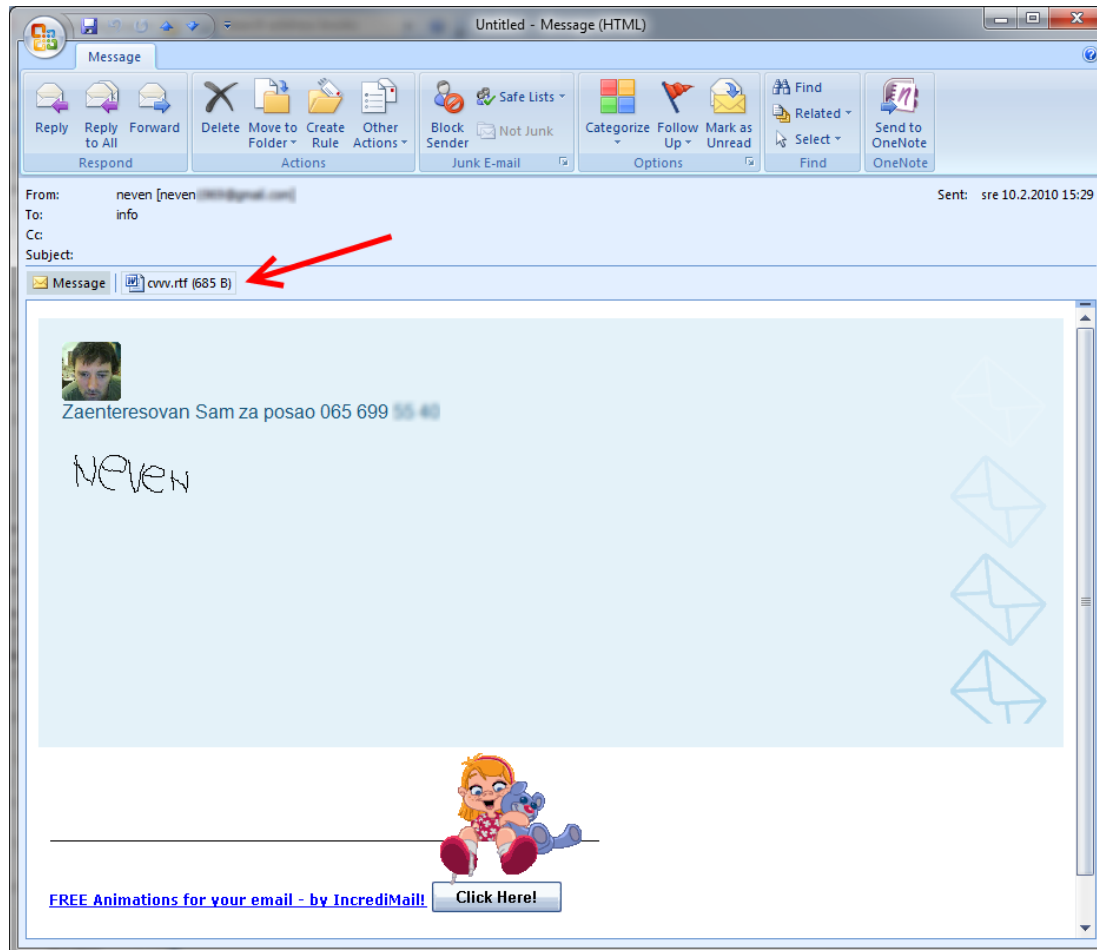 Untitled - Message (HTML)
Message
Reply
Reply to All
Forward
Respond
Delete
Move to Folder
Create Rule
Other Actions
Actions
Block Sender
Safe Lists
Not Junk
Junk E-mail
Categorize
Follow Up
Mark as Unread
Options
Find
Related
Select
Find
Send to OneNote
OneNote
From: neven [neven
Sent: sre 10.2.2010 15:29
To: info
Cc:
Subject:
Message
cvvv.rtf (685 B)
Zaenteresovan Sam za posao 065 699
Neven
FREE Animations for your email - by IncrediMail!
Click Here!